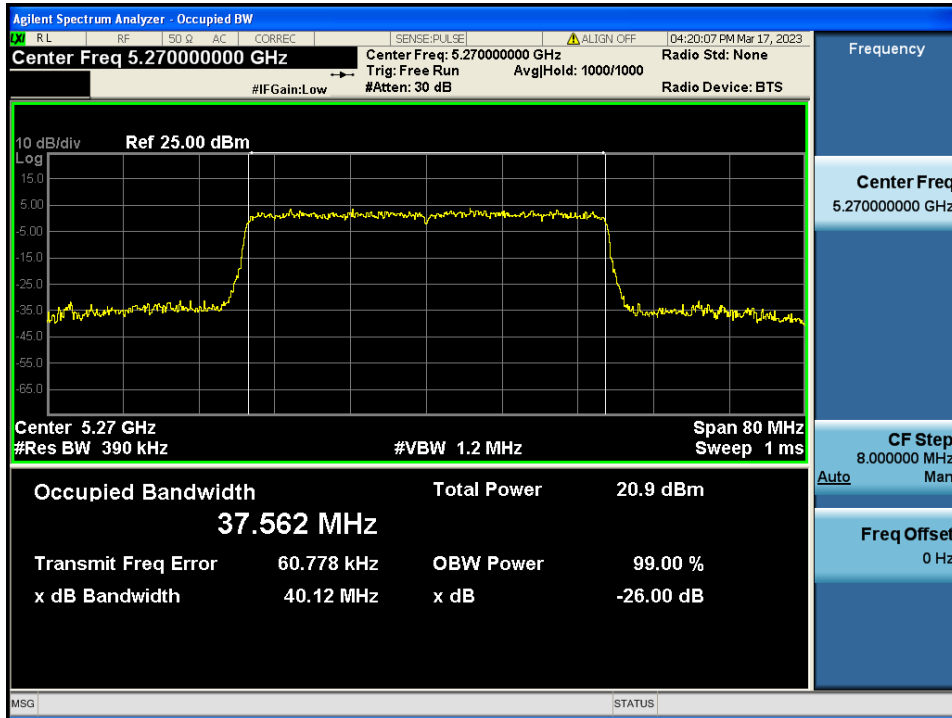 Agilent Spectrum Analyzer - Occupied BW
LXI RL RF 50 Ω AC CORREC SENSE:PULSE ALIGN OFF 04:20:07 PM Mar 17, 2023
Center Freq 5.270000000 GHz
Center Freq: 5.270000000 GHz Radio Std: None
Trig: Free Run Avg|Hold: 1000/1000
#IFGain:Low #Atten: 30 dB Radio Device: BTS
10 dB/div Ref 25.00 dBm
Log
15.0
5.00
-5.00
-15.0
-25.0
-35.0
-45.0
-55.0
-65.0
Center 5.27 GHz Span 80 MHz
#Res BW 390 kHz #VBW 1.2 MHz Sweep 1 ms
Occupied Bandwidth Total Power 20.9 dBm
37.562 MHz
Transmit Freq Error 60.778 kHz OBW Power 99.00 %
x dB Bandwidth 40.12 MHz x dB -26.00 dB
Frequency
Center Freq
5.270000000 GHz
CF Step
8.000000 MHz
Auto Man
Freq Offset
0 Hz
MSG STATUS